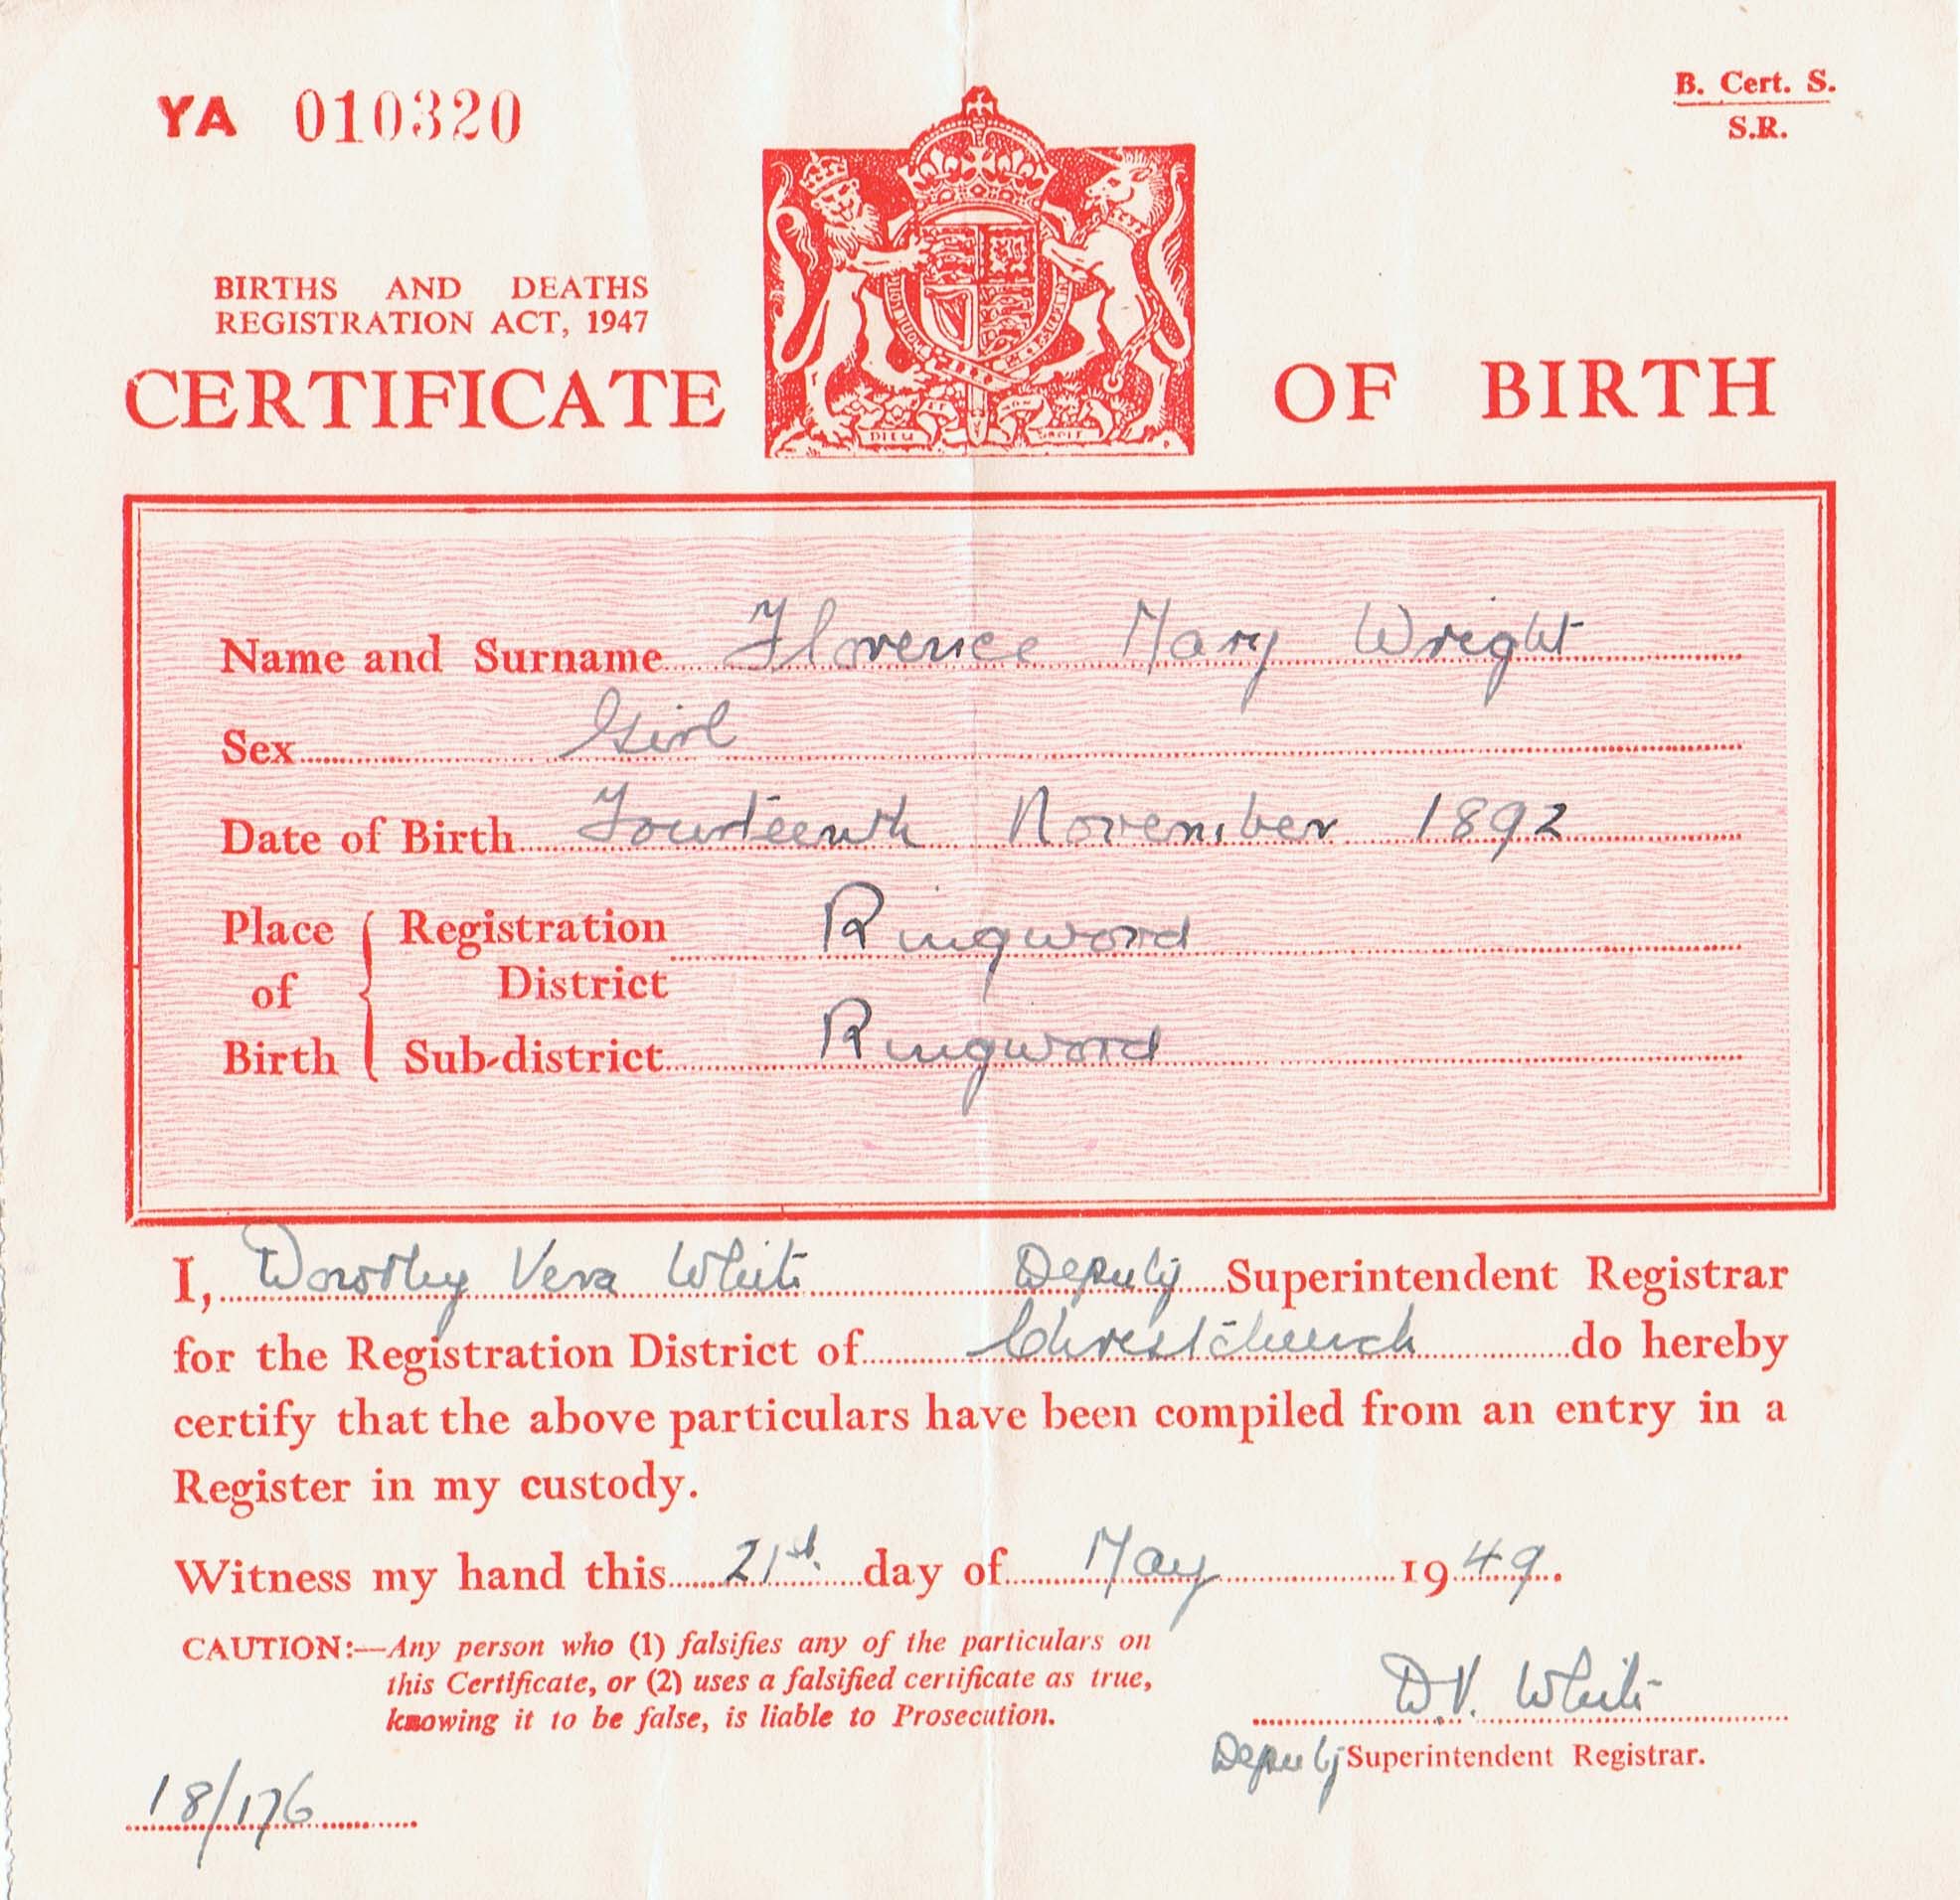 YA 010320
B. Cert. S.
S.R.
BIRTHS AND DEATHS
REGISTRATION ACT, 1947
CERTIFICATE OF BIRTH
DIEU DROIT
Name and Surname Florence Mary Wright
Sex Girl
Date of Birth Fourteenth November 1892
Place of Birth { Registration District Ringwood
Sub-district Ringwood
I, Dorothy Vera White Deputy Superintendent Registrar
for the Registration District of Christchurch do hereby
certify that the above particulars have been compiled from an entry in a
Register in my custody.
Witness my hand this 21st day of May 1949.
CAUTION:—Any person who (1) falsifies any of the particulars on
this Certificate, or (2) uses a falsified certificate as true,
knowing it to be false, is liable to Prosecution.
D.V. White
Deputy Superintendent Registrar.
18/176